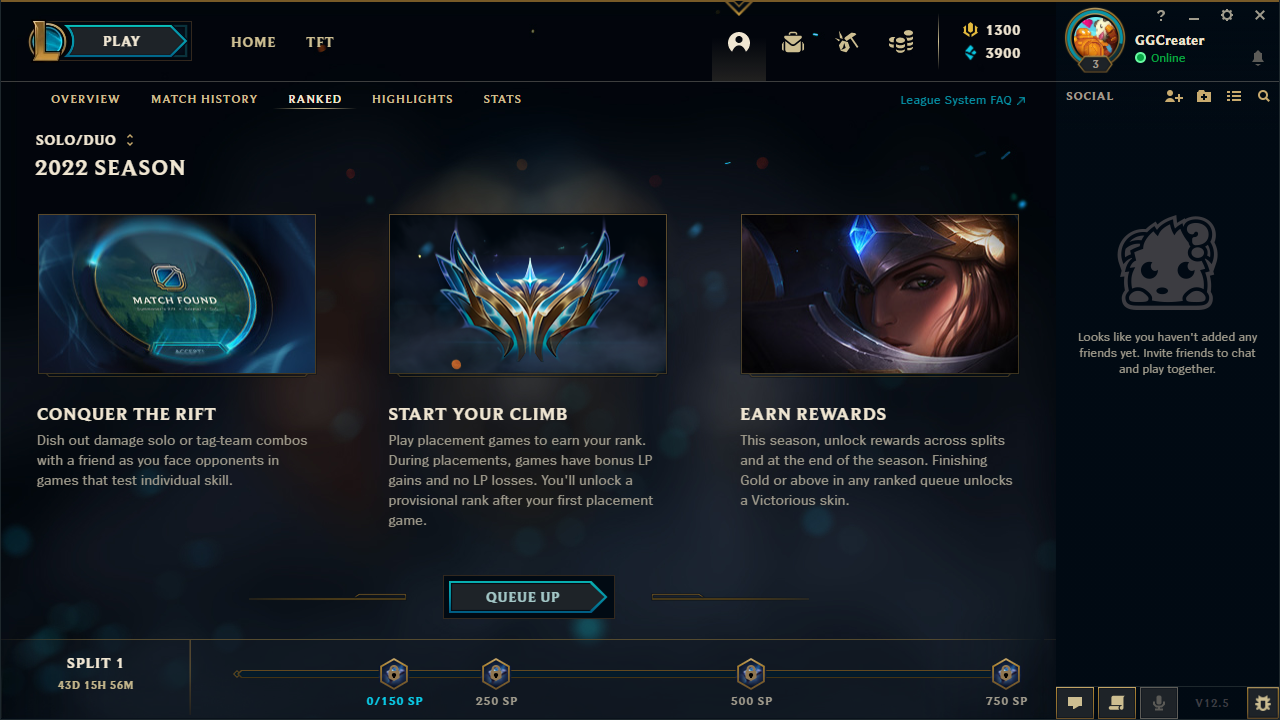 PLAY
HOME
TFT
1300
3900
?
GGCreater
Online
3
OVERVIEW
MATCH HISTORY
RANKED
HIGHLIGHTS
STATS
League System FAQ
SOCIAL
SOLO/DUO
2022 SEASON
MATCH FOUND
ACCEPT!
CONQUER THE RIFT
Dish out damage solo or tag-team combos
with a friend as you face opponents in
games that test individual skill.
START YOUR CLIMB
Play placement games to earn your rank.
During placements, games have bonus LP
gains and no LP losses. You'll unlock a
provisional rank after your first placement
game.
EARN REWARDS
This season, unlock rewards across splits
and at the end of the season. Finishing
Gold or above in any ranked queue unlocks
a Victorious skin.
Looks like you haven't added any
friends yet. Invite friends to chat
and play together.
QUEUE UP
SPLIT 1
43D 15H 56M
0/150 SP
250 SP
500 SP
750 SP
V12.5